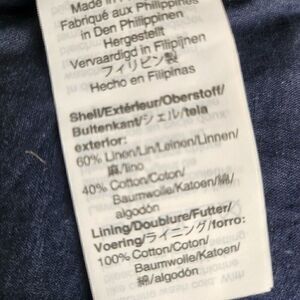 Made in Philippines
Fabriqué aux Philippines
in Den Philippinen
Hergestellt
Vervaardigd in Filipijnen
フィリピン製
Hecho en Filipinas
Shell/Extérieur/Oberstoff/
Buitenkant/シェル/tela
exterior:
60% Linen/Lin/Leinen/Linnen/
麻/lino
40% Cotton/Coton/
Baumwolle/Katoen/綿/
algodón
Lining/Doublure/Futter/
Voering/ライニング/forro:
100% Cotton/Coton/
Baumwolle/Katoen/
綿/algodón